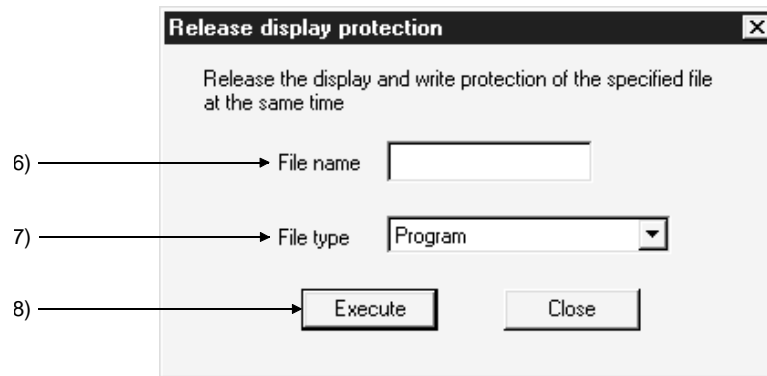 Release display protection
Release the display and write protection of the specified file
at the same time
6) File name
7) File type Program
8) Execute Close